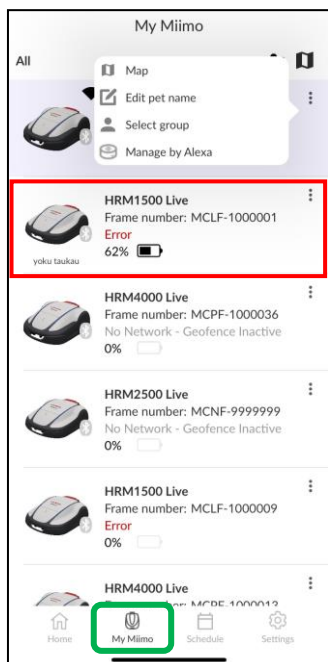 My Miimo
All
Map
Edit pet name
Select group
Manage by Alexa
HRM1500 Live
Frame number: MCLF-1000001
Error
62%
yoku taukau
HRM4000 Live
Frame number: MCPF-1000036
No Network - Geofence Inactive
0%
HRM2500 Live
Frame number: MCNF-9999999
No Network - Geofence Inactive
0%
HRM1500 Live
Frame number: MCLF-1000009
Error
0%
HRM4000 Live
Home
My Miimo
Schedule
Settings